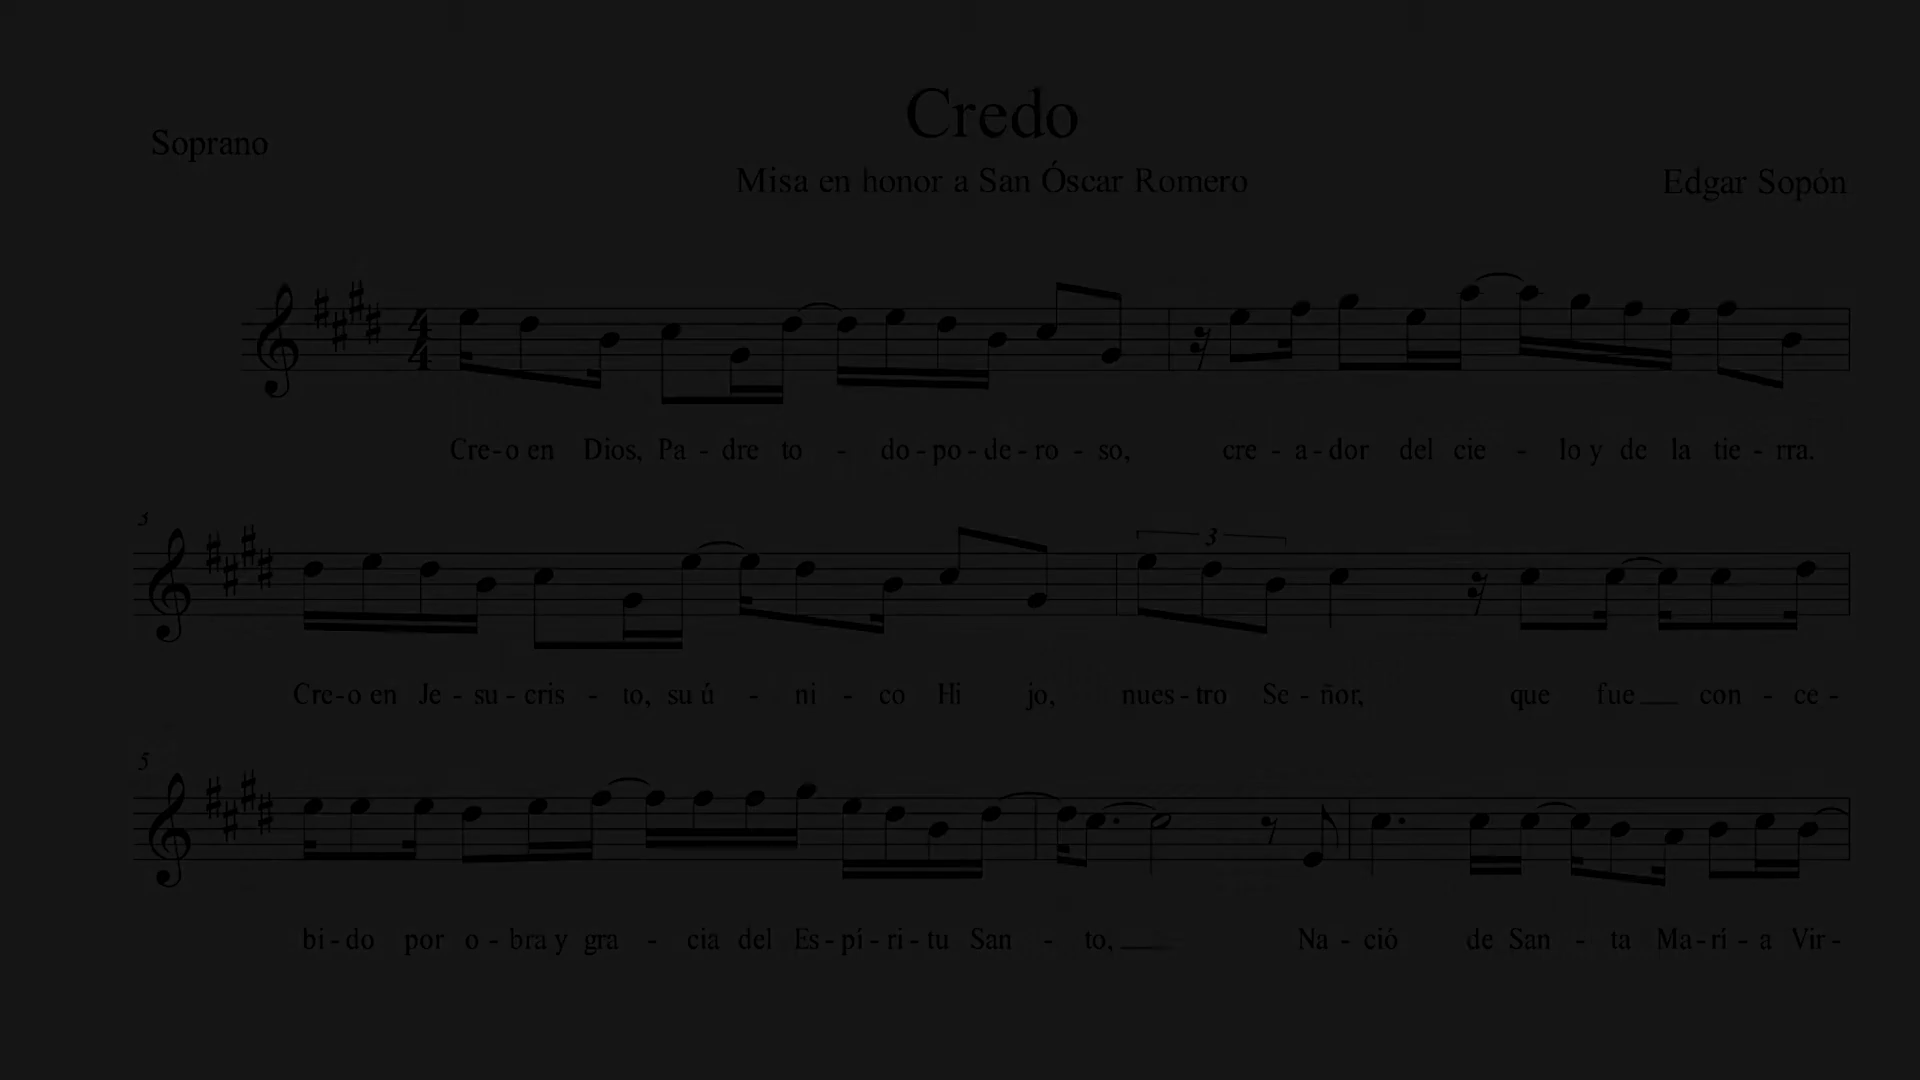 Credo
Soprano
Misa en honor a San Óscar Romero
Edgar Sopón
4
4
Cre-o en Dios, Pa - dre to - do-po-de-ro - so, cre - a-dor del cie - lo y de la tie - rra.
3
3
Cre-o en Je - su-cris - to, su ú - ni - co Hi jo, nues-tro Se-ñor, que fue con - ce-
5
bi-do por o-bra y gra - cia del Es-pí-ri-tu San - to, Na - ció de San - ta Ma-rí-a Vir-